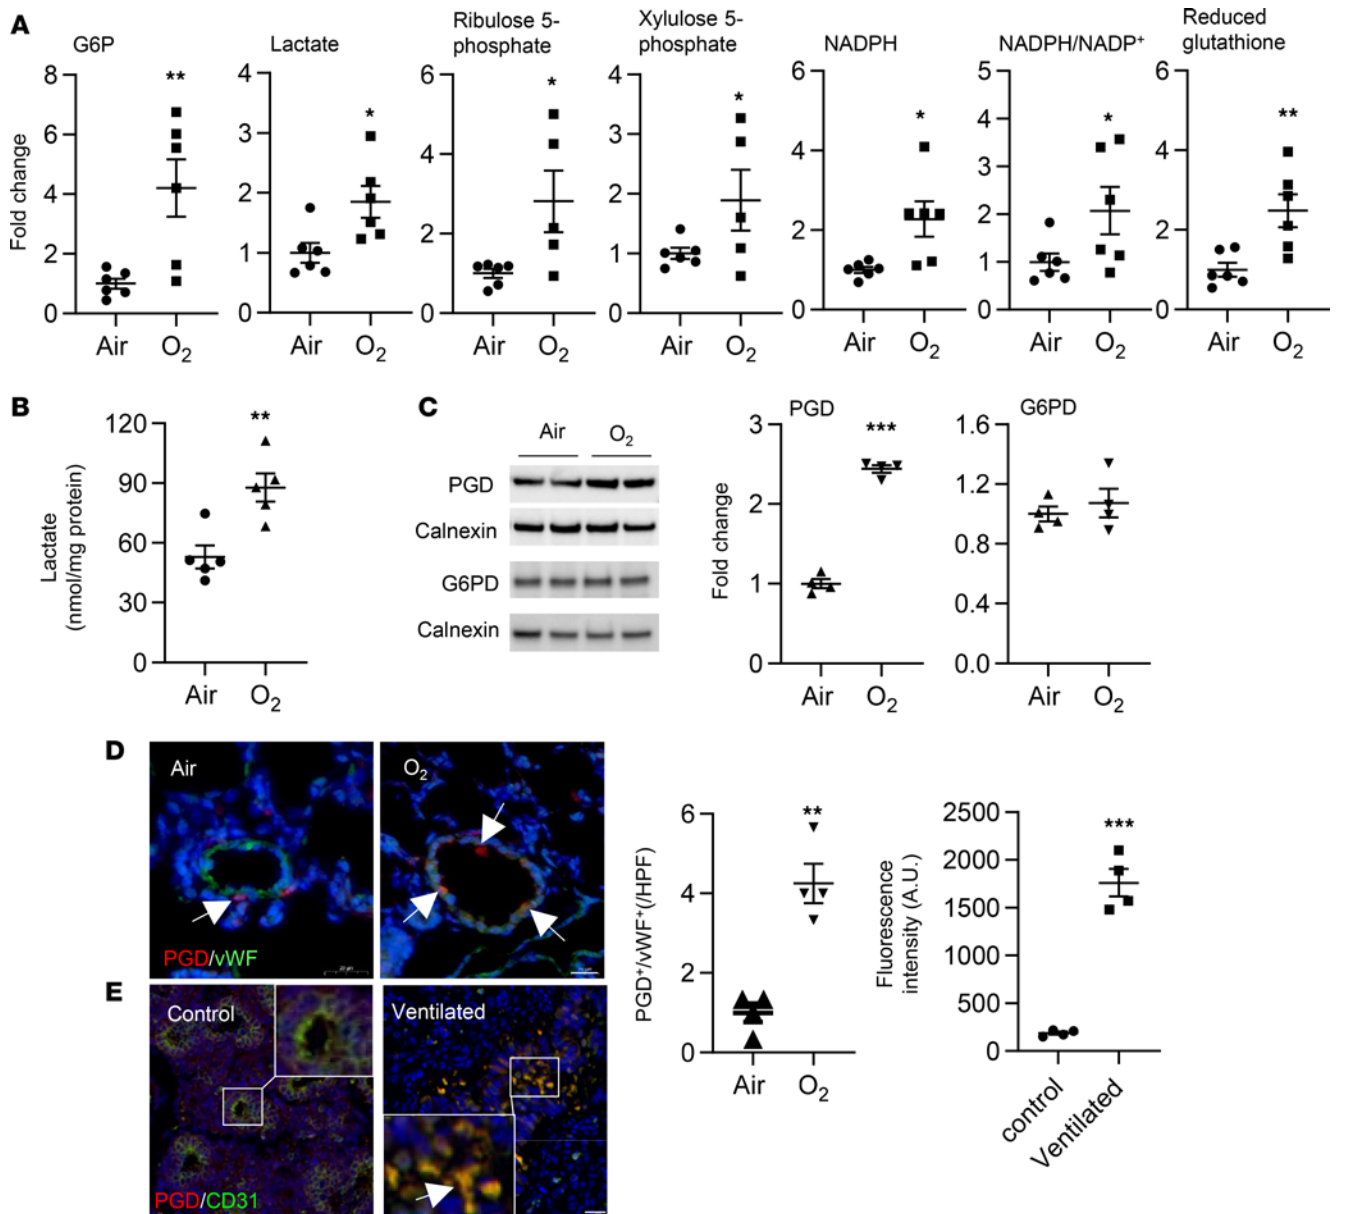 A
G6P
Lactate
Ribulose 5-
phosphate
Xylulose 5-
phosphate
NADPH
NADPH/NADP⁺
Reduced
glutathione
Fold change
8
6
4
2
0
**
Air
O₂
4
3
2
1
0
*
Air
O₂
6
4
2
0
*
Air
O₂
4
3
2
1
0
*
Air
O₂
6
4
2
0
*
Air
O₂
5
4
3
2
1
0
*
Air
O₂
6
4
2
0
**
Air
O₂
B
Lactate
(nmol/mg protein)
120
90
60
30
0
**
Air
O₂
C
Air
O₂
PGD
Calnexin
G6PD
Calnexin
PGD
Fold change
3
2
1
0
***
Air
O₂
G6PD
1.6
1.2
0.8
0.4
0.0
Air
O₂
D
Air
PGD/vWF
O₂
PGD⁺/vWF⁺(/HPF)
6
4
2
0
**
Air
O₂
E
Control
PGD/CD31
Ventilated
Fluorescence
intensity (A.U.)
2500
2000
1500
1000
500
0
***
control
Ventilated